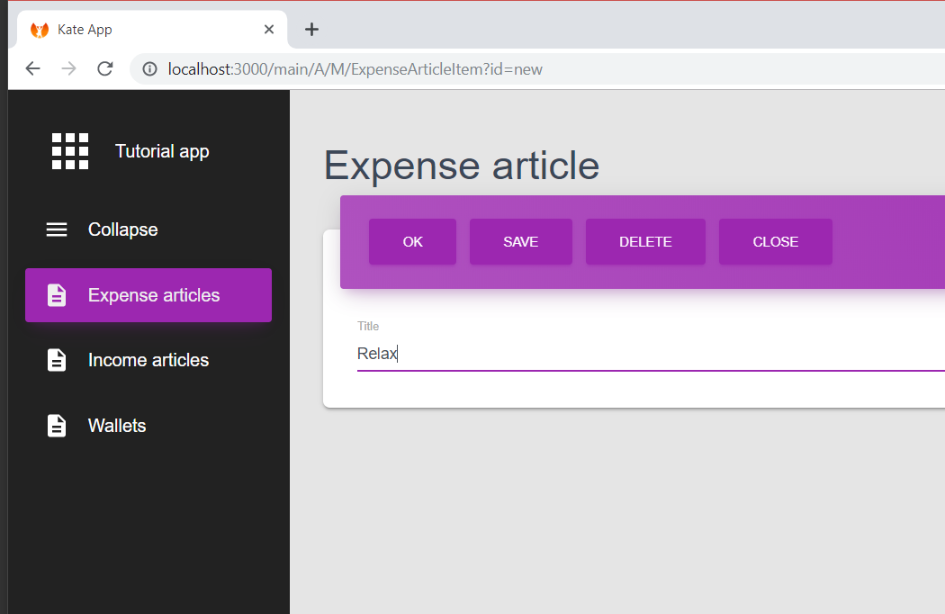 Kate App
localhost:3000/main/A/M/ExpenseArticleItem?id=new
Tutorial app
Collapse
Expense articles
Income articles
Wallets
Expense article
OK SAVE DELETE CLOSE
Title
Relax